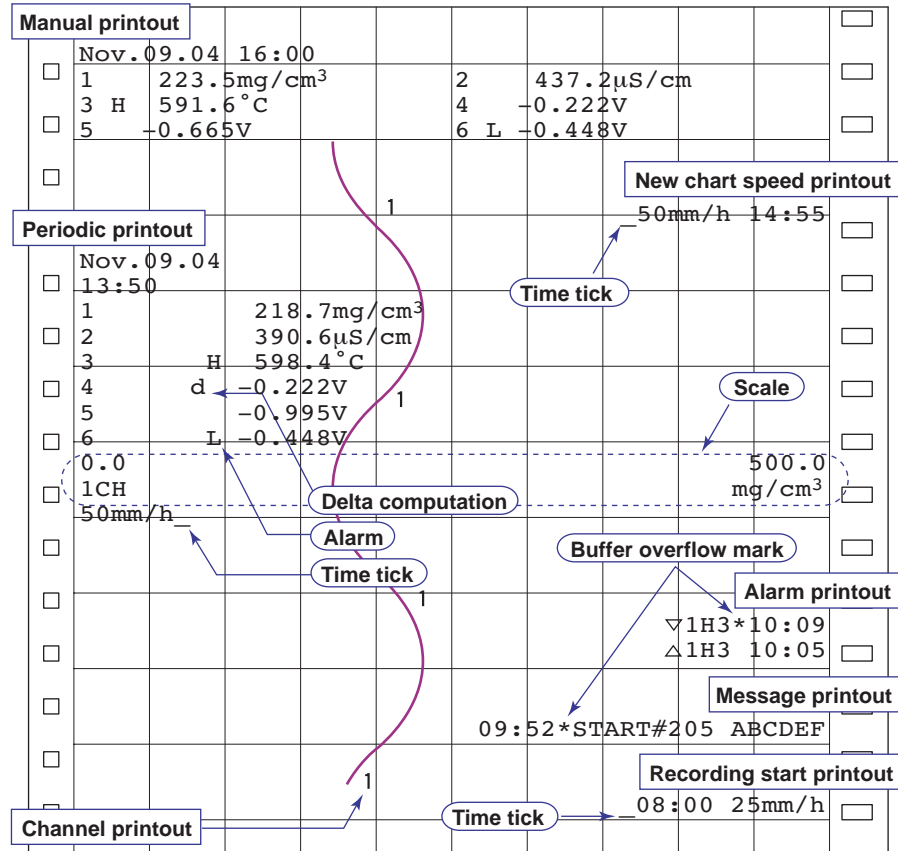 Manual printout
Nov.09.04 16:00
1 223.5mg/cm³ 2 437.2μS/cm
3 H 591.6°C 4 -0.222V
5 -0.665V 6 L -0.448V
New chart speed printout
1
_50mm/h 14:55
Periodic printout
Nov.09.04
13:50
Time tick
1 218.7mg/cm³
2 390.6μS/cm
3 H 598.4°C
4 d -0.222V
Scale
1
5 -0.995V
6 L -0.448V
0.0 500.0
1CH mg/cm³
Delta computation
50mm/h_
Alarm
Buffer overflow mark
Time tick
Alarm printout
1
▽1H3*10:09
△1H3 10:05
Message printout
09:52*START#205 ABCDEF
Recording start printout
1
_08:00 25mm/h
Time tick
Channel printout